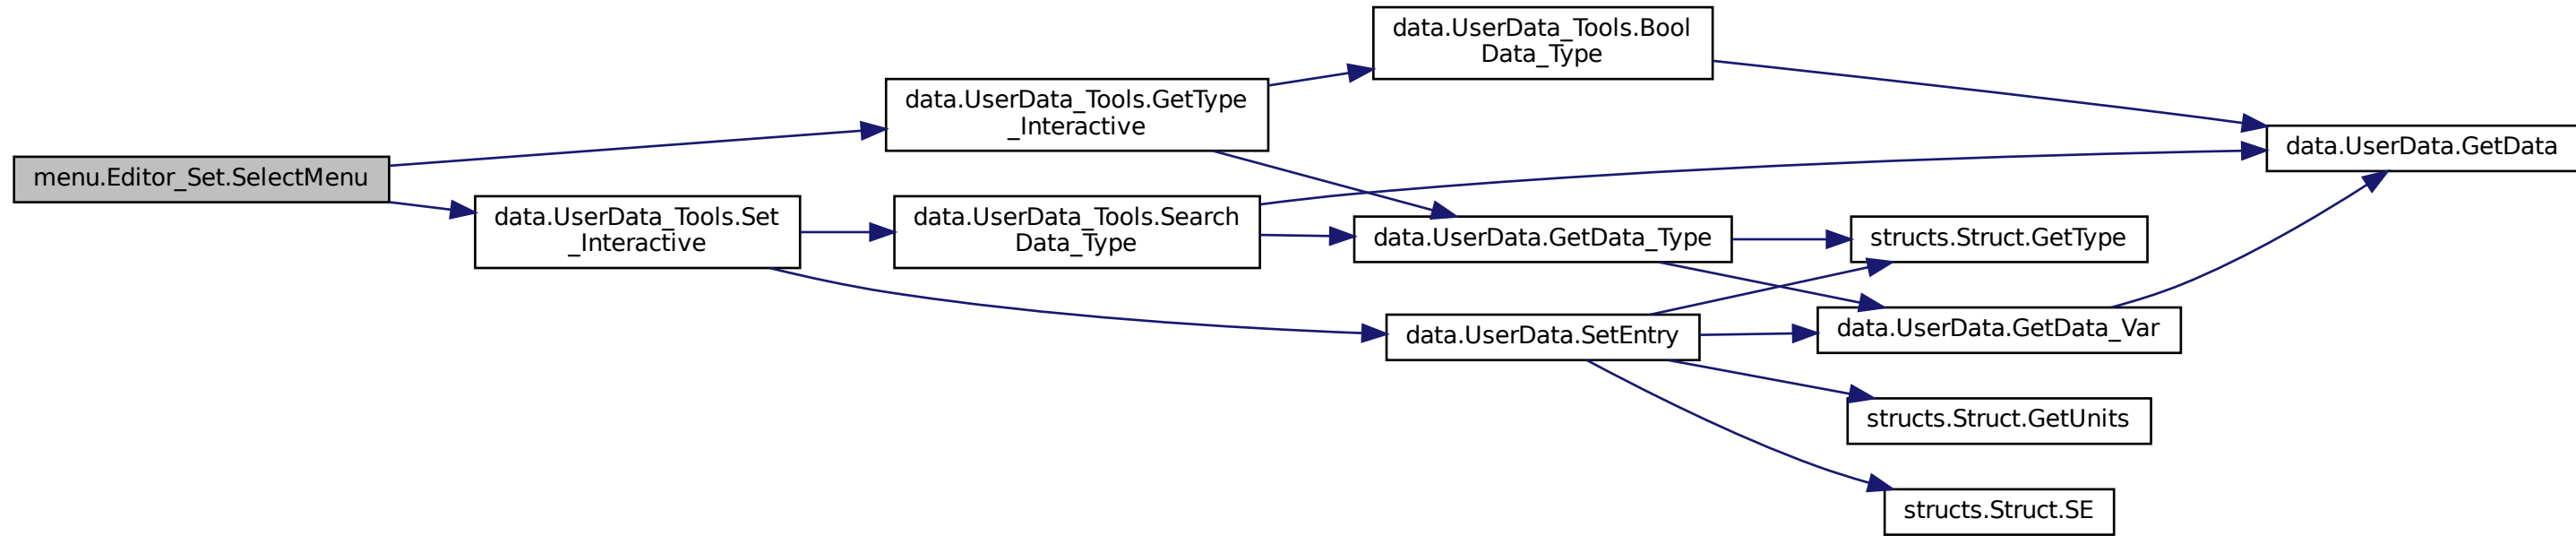 menu.Editor_Set.SelectMenu
data.UserData_Tools.GetType
_Interactive
data.UserData_Tools.Set
_Interactive
data.UserData_Tools.Search
Data_Type
data.UserData_Tools.Bool
Data_Type
data.UserData.GetData_Type
data.UserData.SetEntry
structs.Struct.GetType
data.UserData.GetData_Var
structs.Struct.GetUnits
structs.Struct.SE
data.UserData.GetData